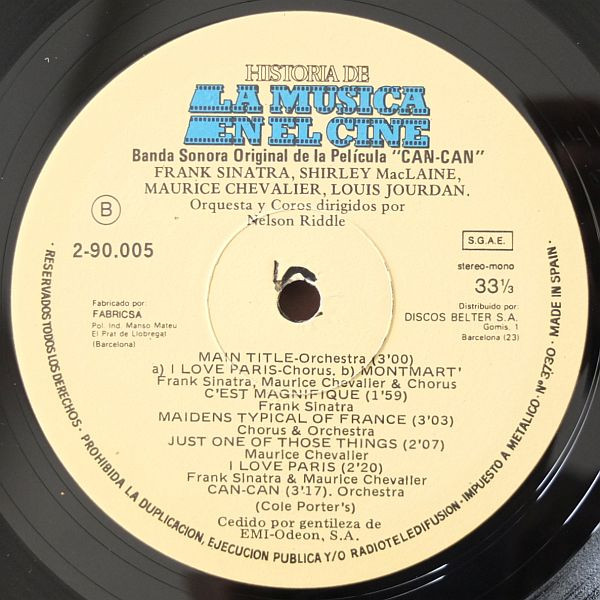 HISTORIA DE
LA MUSICA
EN EL CINE
Banda Sonora Original de la Película "CAN-CAN"
FRANK SINATRA, SHIRLEY MacLAINE,
MAURICE CHEVALIER, LOUIS JOURDAN.
Orquesta y Coros dirigidos por
Nelson Riddle
B
2-90.005
S.G.A.E.
stereo-mono
33 1/3
Fabricado por:
FABRICSA
Pol. Ind. Manso Mateu
El Prat de Llobregat
(Barcelona)
Distribuido por:
DISCOS BELTER S.A.
Gomis, 1
Barcelona (23)
MAIN TITLE-Orchestra (3'00)
a) I LOVE PARIS-Chorus. b) MONTMART'
Frank Sinatra, Maurice Chevalier & Chorus
C'EST MAGNIFIQUE (1'59)
Frank Sinatra
MAIDENS TYPICAL OF FRANCE (3'03)
Chorus & Orchestra
JUST ONE OF THOSE THINGS (2'07)
Maurice Chevalier
I LOVE PARIS (2'20)
Frank Sinatra & Maurice Chevalier
CAN-CAN (3'17). Orchestra
(Cole Porter's)
Cedido por gentileza de
EMI-Odeon, S.A.
· RESERVADOS TODOS LOS DERECHOS · PROHIBIDA LA DUPLICACION, EJECUCION PUBLICA Y/O RADIOTELEDIFUSION · IMPUESTO A METALICO · Nº 3730 · MADE IN SPAIN ·